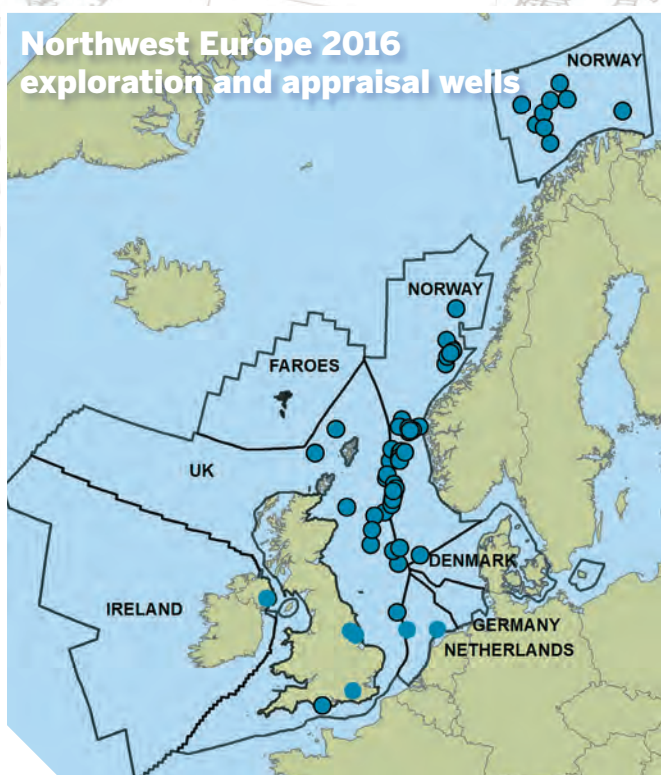 Northwest Europe 2016
exploration and appraisal wells
NORWAY
NORWAY
FAROES
UK
DENMARK
IRELAND
GERMANY
NETHERLANDS